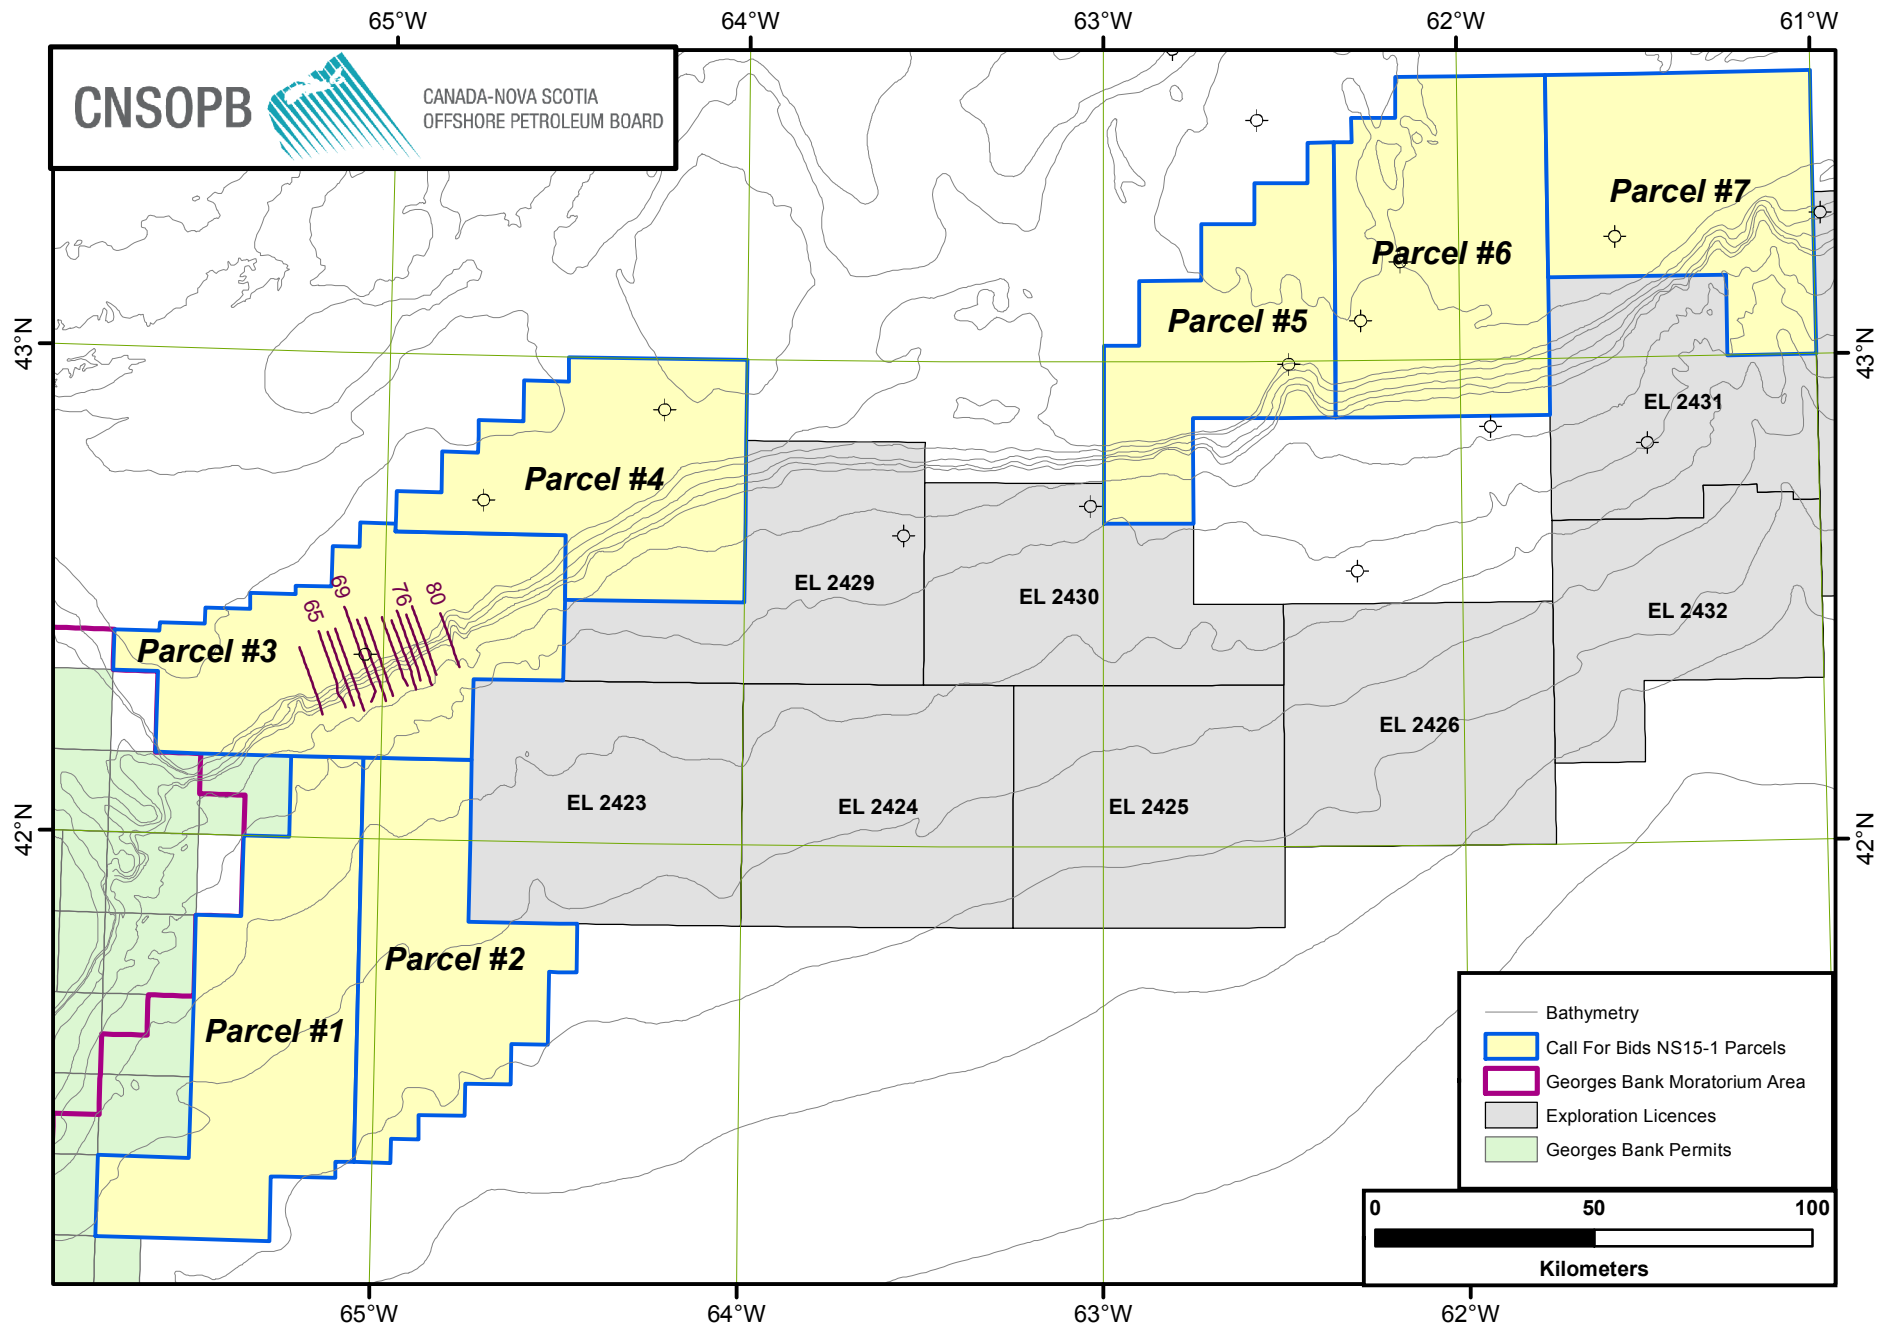 65°W
64°W
63°W
62°W
61°W
CNSOPB
CANADA-NOVA SCOTIA
OFFSHORE PETROLEUM BOARD
Parcel #7
Parcel #6
Parcel #5
43°N
43°N
EL 2431
Parcel #4
EL 2429
EL 2430
EL 2432
65
69
76
80
Parcel #3
EL 2426
EL 2423
EL 2424
EL 2425
42°N
42°N
Parcel #2
Parcel #1
Bathymetry
Call For Bids NS15-1 Parcels
Georges Bank Moratorium Area
Exploration Licences
Georges Bank Permits
0 50 100
Kilometers
65°W
64°W
63°W
62°W